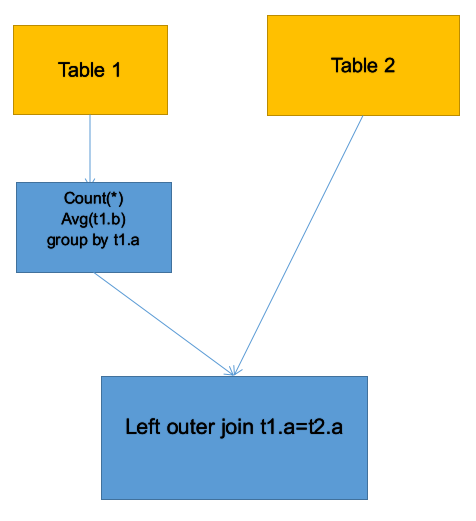 Table 1
Table 2
Count(*)
Avg(t1.b)
group by t1.a
Left outer join t1.a=t2.a